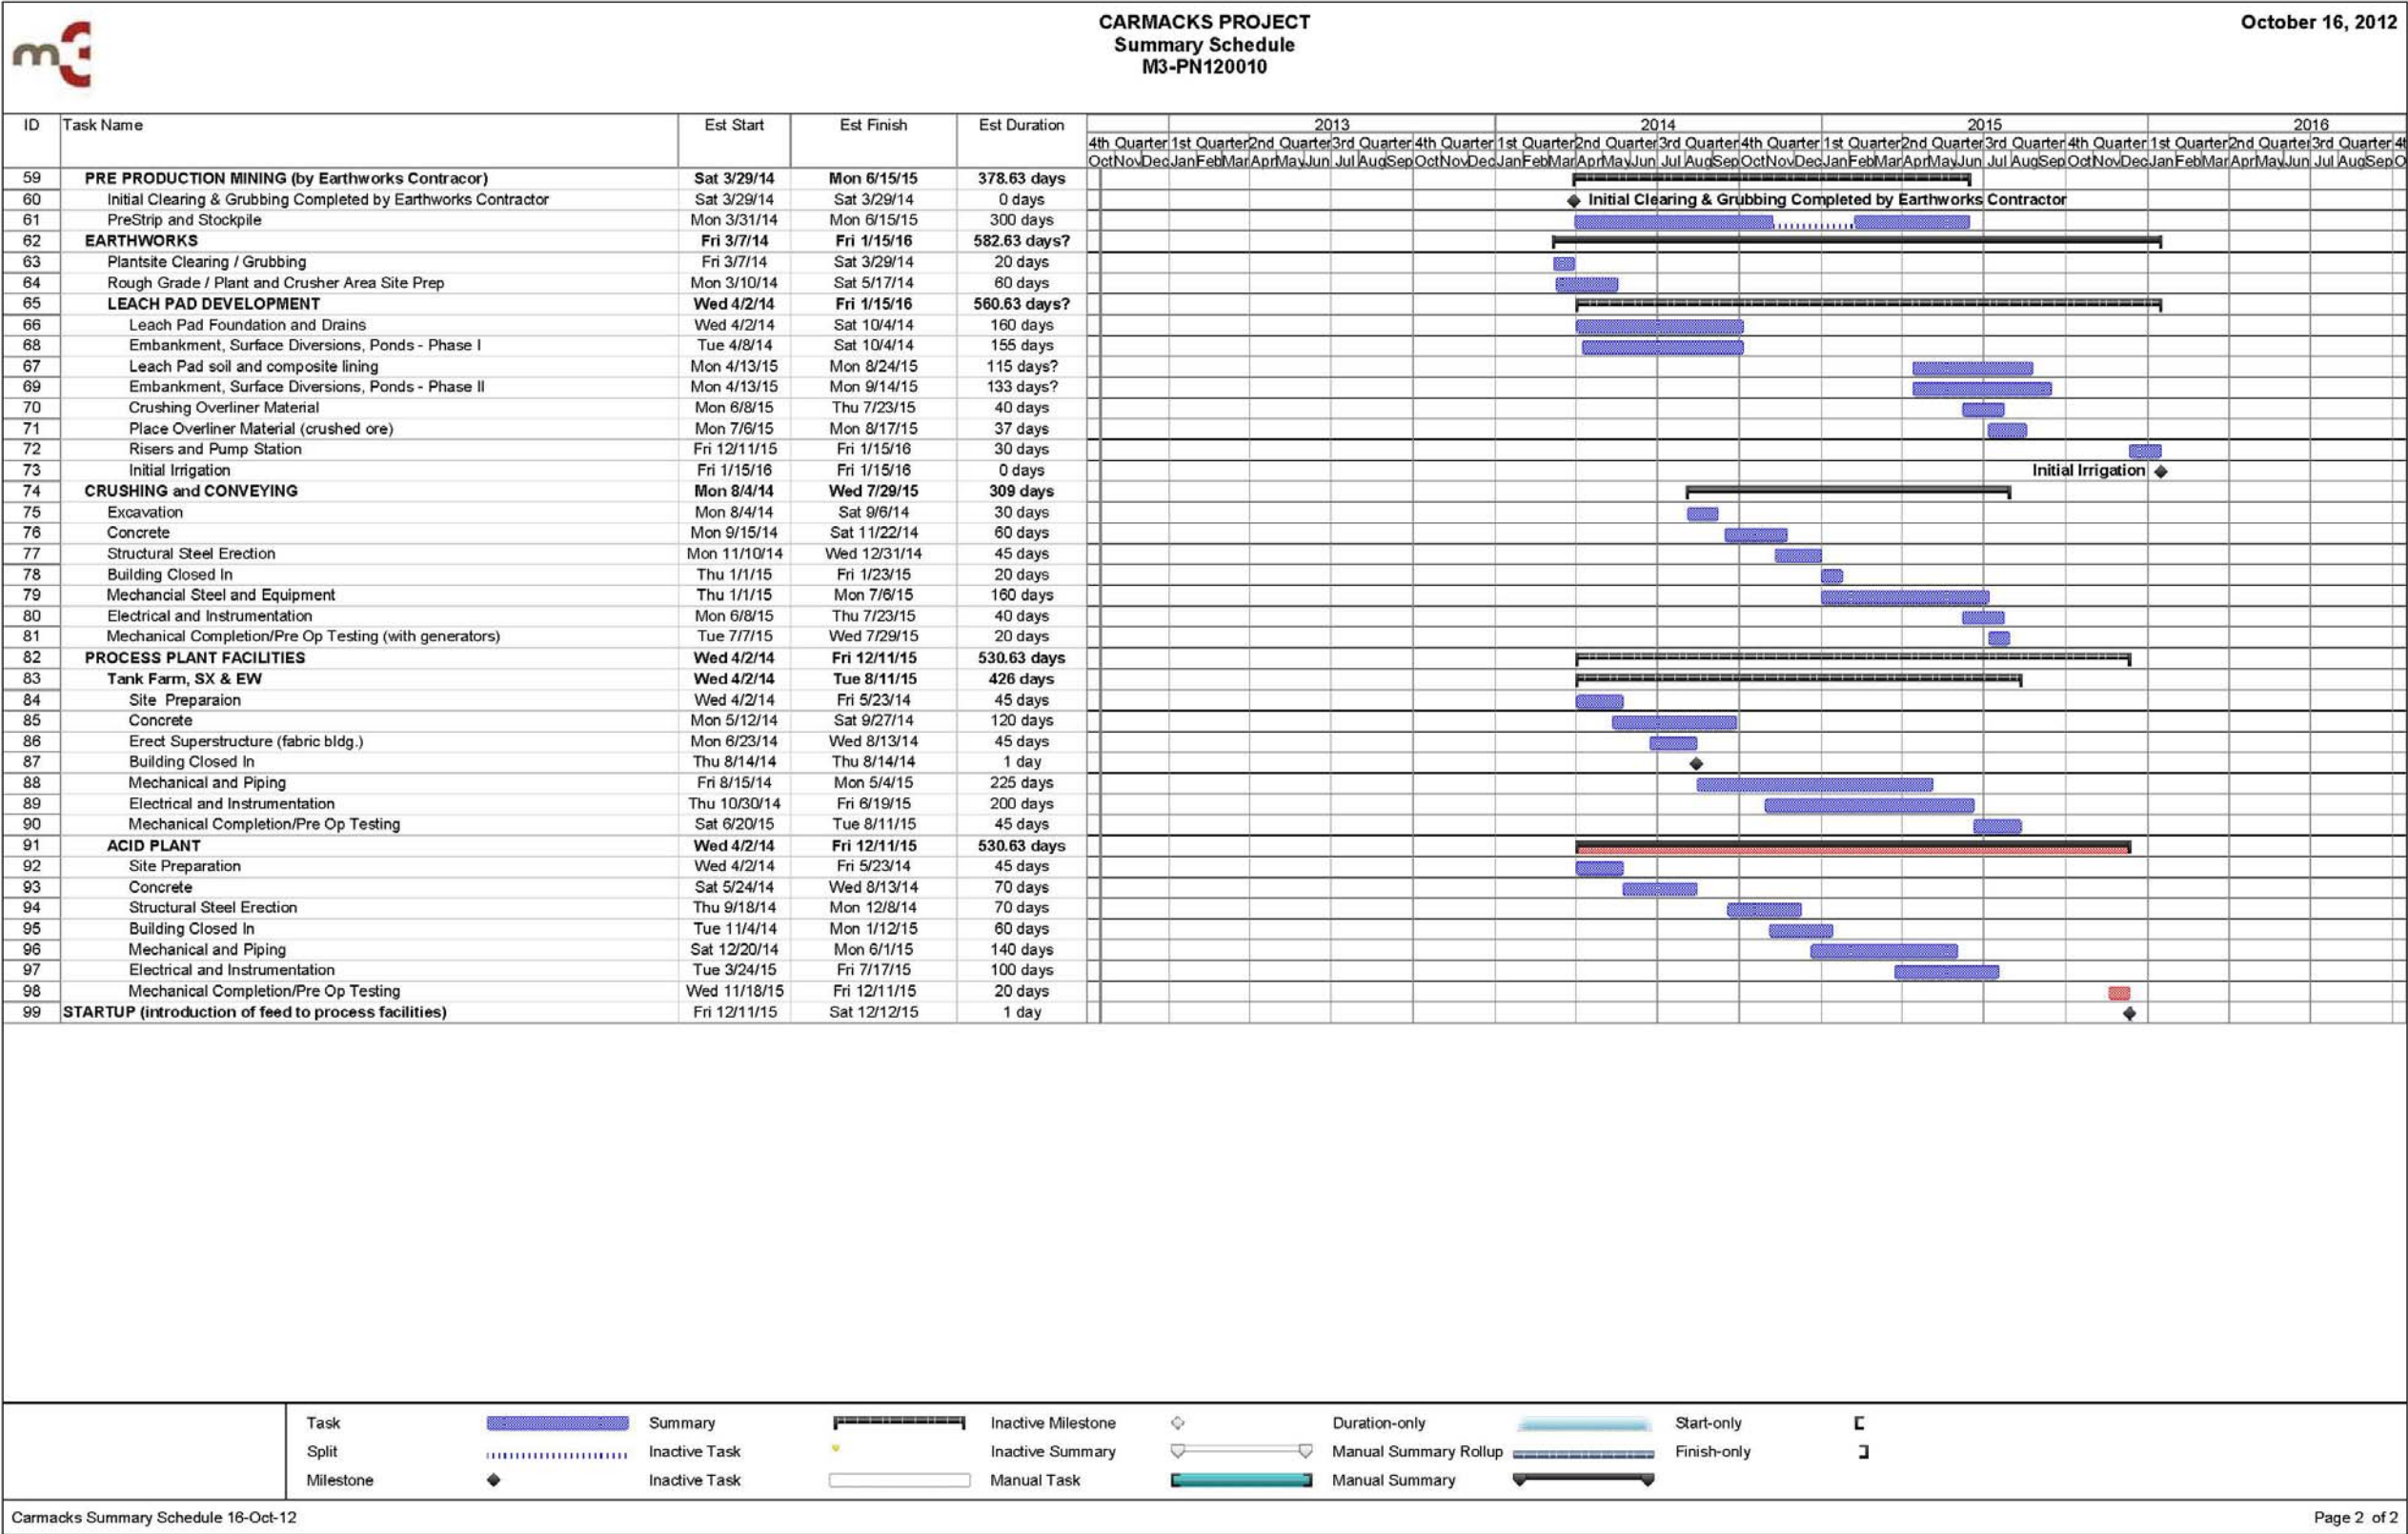 m3
CARMACKS PROJECT
Summary Schedule
M3-PN120010
October 16, 2012
ID Task Name Est Start Est Finish Est Duration 2013 2014 2015 2016
4th Quarter 1st Quarter 2nd Quarter 3rd Quarter 4th Quarter 1st Quarter 2nd Quarter 3rd Quarter 4th Quarter 1st Quarter 2nd Quarter 3rd Quarter 4th Quarter 1st Quarter 2nd Quarter 3rd Quarter 4t
Oct Nov Dec Jan Feb Mar Apr May Jun Jul Aug Sep Oct Nov Dec Jan Feb Mar Apr May Jun Jul Aug Sep Oct Nov Dec Jan Feb Mar Apr May Jun Jul Aug Sep Oct Nov Dec Jan Feb Mar Apr May Jun Jul Aug Sep O
59 PRE PRODUCTION MINING (by Earthworks Contracor) Sat 3/29/14 Mon 6/15/15 378.63 days
60 Initial Clearing & Grubbing Completed by Earthworks Contractor Sat 3/29/14 Sat 3/29/14 0 days Initial Clearing & Grubbing Completed by Earthworks Contractor
61 PreStrip and Stockpile Mon 3/31/14 Mon 6/15/15 300 days
62 EARTHWORKS Fri 3/7/14 Fri 1/15/16 582.63 days?
63 Plantsite Clearing / Grubbing Fri 3/7/14 Sat 3/29/14 20 days
64 Rough Grade / Plant and Crusher Area Site Prep Mon 3/10/14 Sat 5/17/14 60 days
65 LEACH PAD DEVELOPMENT Wed 4/2/14 Fri 1/15/16 560.63 days?
66 Leach Pad Foundation and Drains Wed 4/2/14 Sat 10/4/14 160 days
68 Embankment, Surface Diversions, Ponds - Phase I Tue 4/8/14 Sat 10/4/14 155 days
67 Leach Pad soil and composite lining Mon 4/13/15 Mon 8/24/15 115 days?
69 Embankment, Surface Diversions, Ponds - Phase II Mon 4/13/15 Mon 9/14/15 133 days?
70 Crushing Overliner Material Mon 6/8/15 Thu 7/23/15 40 days
71 Place Overliner Material (crushed ore) Mon 7/6/15 Mon 8/17/15 37 days
72 Risers and Pump Station Fri 12/11/15 Fri 1/15/16 30 days
73 Initial Irrigation Fri 1/15/16 Fri 1/15/16 0 days Initial Irrigation
74 CRUSHING and CONVEYING Mon 8/4/14 Wed 7/29/15 309 days
75 Excavation Mon 8/4/14 Sat 9/6/14 30 days
76 Concrete Mon 9/15/14 Sat 11/22/14 60 days
77 Structural Steel Erection Mon 11/10/14 Wed 12/31/14 45 days
78 Building Closed In Thu 1/1/15 Fri 1/23/15 20 days
79 Mechancial Steel and Equipment Thu 1/1/15 Mon 7/6/15 160 days
80 Electrical and Instrumentation Mon 6/8/15 Thu 7/23/15 40 days
81 Mechanical Completion/Pre Op Testing (with generators) Tue 7/7/15 Wed 7/29/15 20 days
82 PROCESS PLANT FACILITIES Wed 4/2/14 Fri 12/11/15 530.63 days
83 Tank Farm, SX & EW Wed 4/2/14 Tue 8/11/15 426 days
84 Site Preparaion Wed 4/2/14 Fri 5/23/14 45 days
85 Concrete Mon 5/12/14 Sat 9/27/14 120 days
86 Erect Superstructure (fabric bldg.) Mon 6/23/14 Wed 8/13/14 45 days
87 Building Closed In Thu 8/14/14 Thu 8/14/14 1 day
88 Mechanical and Piping Fri 8/15/14 Mon 5/4/15 225 days
89 Electrical and Instrumentation Thu 10/30/14 Fri 6/19/15 200 days
90 Mechanical Completion/Pre Op Testing Sat 6/20/15 Tue 8/11/15 45 days
91 ACID PLANT Wed 4/2/14 Fri 12/11/15 530.63 days
92 Site Preparation Wed 4/2/14 Fri 5/23/14 45 days
93 Concrete Sat 5/24/14 Wed 8/13/14 70 days
94 Structural Steel Erection Thu 9/18/14 Mon 12/8/14 70 days
95 Building Closed In Tue 11/4/14 Mon 1/12/15 60 days
96 Mechanical and Piping Sat 12/20/14 Mon 6/1/15 140 days
97 Electrical and Instrumentation Tue 3/24/15 Fri 7/17/15 100 days
98 Mechanical Completion/Pre Op Testing Wed 11/18/15 Fri 12/11/15 20 days
99 STARTUP (introduction of feed to process facilities) Fri 12/11/15 Sat 12/12/15 1 day
Task Summary Inactive Milestone Duration-only Start-only
Split Inactive Task Inactive Summary Manual Summary Rollup Finish-only
Milestone Inactive Task Manual Task Manual Summary
Carmacks Summary Schedule 16-Oct-12 Page 2 of 2